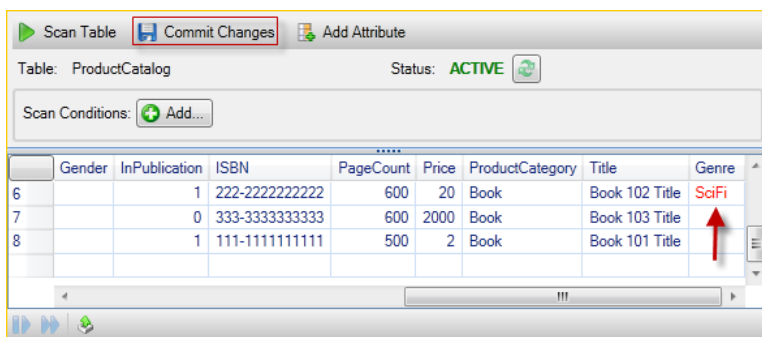 Scan Table Commit Changes Add Attribute
Table: ProductCatalog Status: ACTIVE
Scan Conditions: Add...
Gender InPublication ISBN PageCount Price ProductCategory Title Genre
6 1 222-2222222222 600 20 Book Book 102 Title SciFi
7 0 333-3333333333 600 2000 Book Book 103 Title
8 1 111-1111111111 500 2 Book Book 101 Title